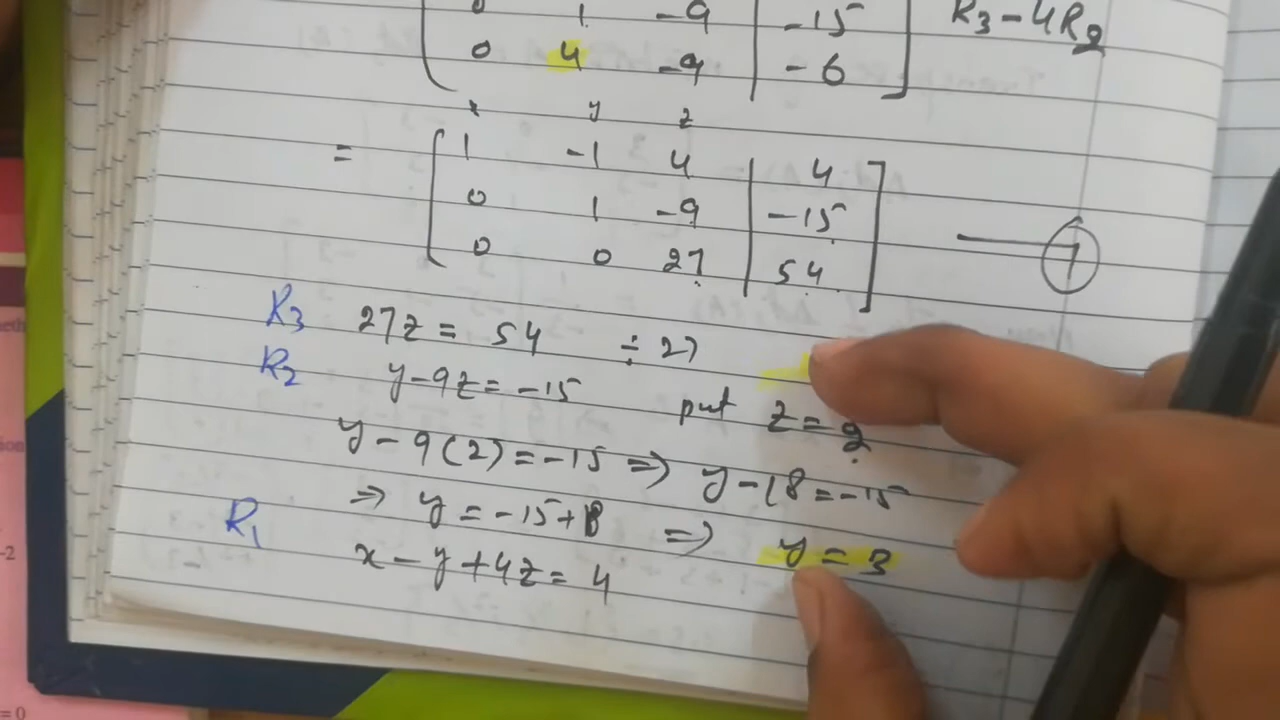 0 1 -9 | -15 R3-4R2
0 4 -9 | -6
x y z
= 1 -1 4 | 4
0 1 -9 | -15
0 0 27 | 54 1
R3 27z = 54 ÷ 27
R2 y-9z = -15 put z = 2
y - 9(2) = -15 => y-18 = -15
=> y = -15+18 => y = 3
R1 x - y + 4z = 4
-2
= 0